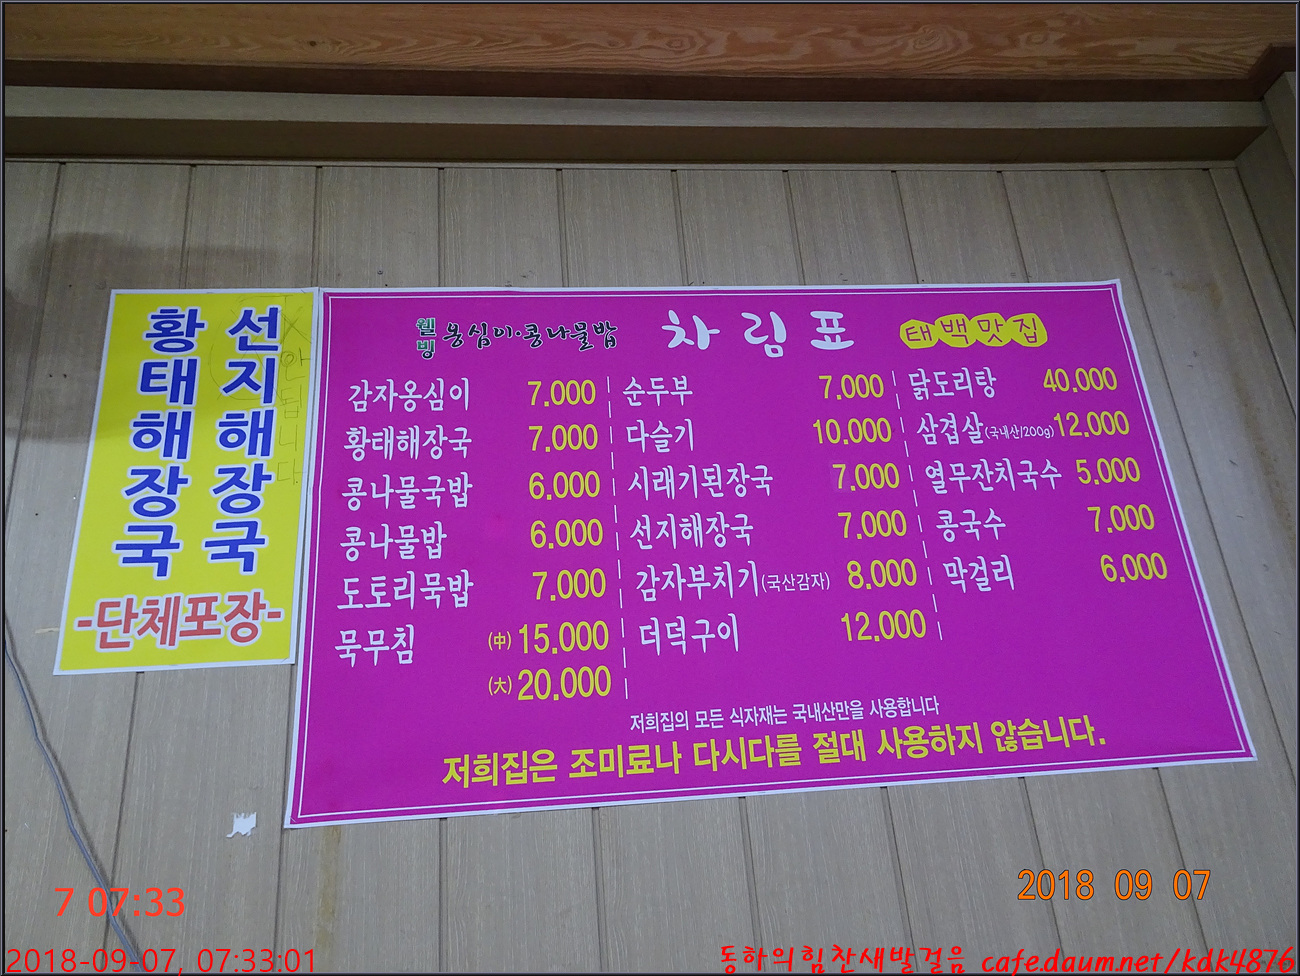 선지해장국
황태해장국
-단체포장-
안됩니다.
웰빙 옹심이·콩나물밥 차림표 태백맛집
감자옹심이 7.000
황태해장국 7.000
콩나물국밥 6.000
콩나물밥 6.000
도토리묵밥 7.000
묵무침 (中) 15.000
(大) 20.000
순두부 7.000
다슬기 10.000
시래기된장국 7.000
선지해장국 7.000
감자부치기(국산감자) 8.000
더덕구이 12.000
닭도리탕 40.000
삼겹살(국내산/200g) 12.000
열무잔치국수 5.000
콩국수 7.000
막걸리 6.000
저희집의 모든 식자재는 국내산만을 사용합니다
저희집은 조미료나 다시다를 절대 사용하지 않습니다.
7 07:33
2018 09 07
2018-09-07, 07:33:01
동하의힘찬새발걸음 cafe.daum.net/kdk4876